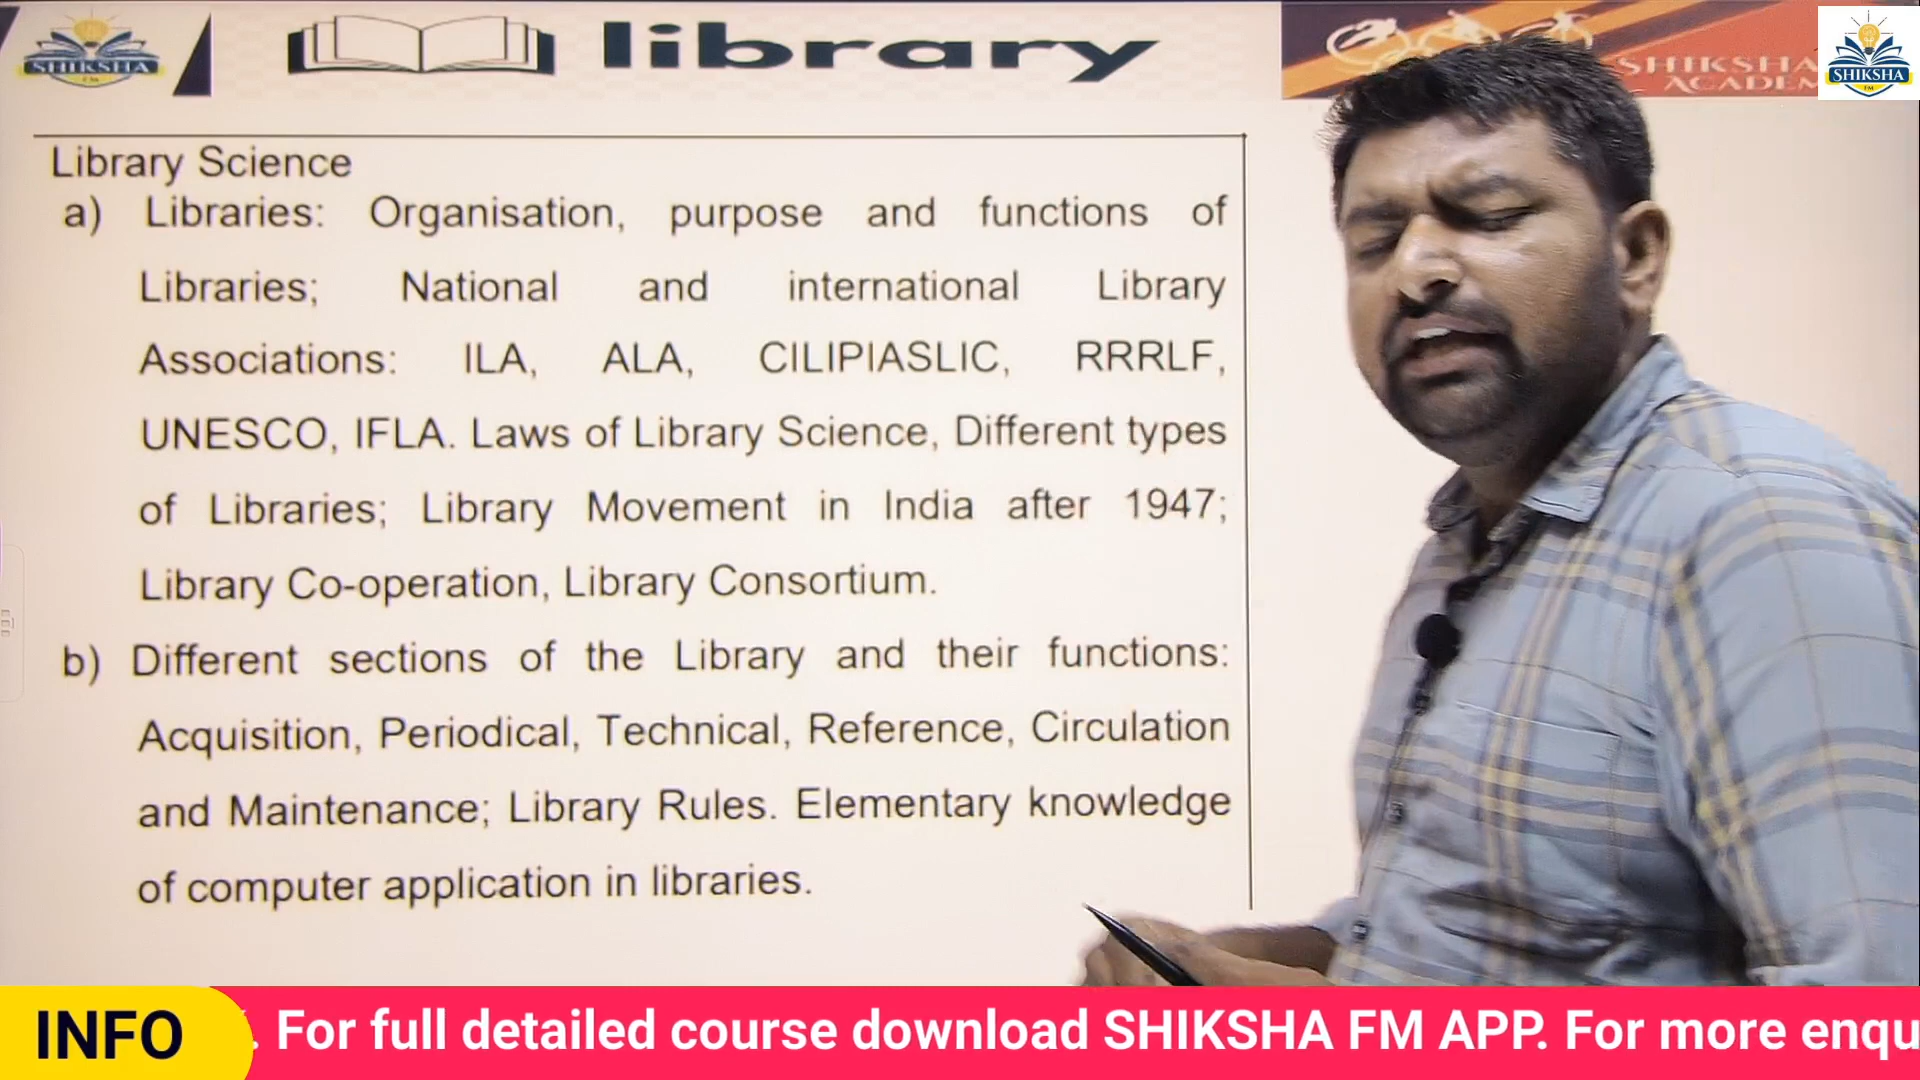 SHIKSHA
FM
library
SHIKSHA
ACADEM
SHIKSHA
FM
Library Science
a) Libraries: Organisation, purpose and functions of
Libraries; National and international Library
Associations: ILA, ALA, CILIPIASLIC, RRRLF,
UNESCO, IFLA. Laws of Library Science, Different types
of Libraries; Library Movement in India after 1947;
Library Co-operation, Library Consortium.
b) Different sections of the Library and their functions:
Acquisition, Periodical, Technical, Reference, Circulation
and Maintenance; Library Rules. Elementary knowledge
of computer application in libraries.
INFO
. For full detailed course download SHIKSHA FM APP. For more enqu